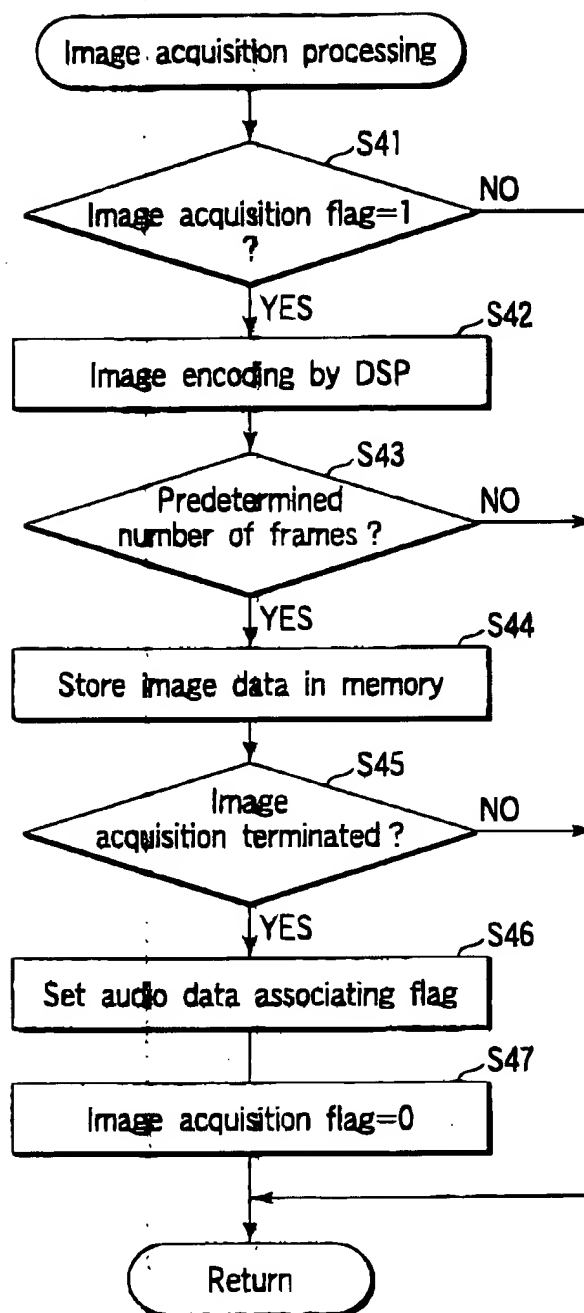 Image acquisition processing
S41
Image acquisition flag=1
?
NO
YES
S42
Image encoding by DSP
S43
Predetermined
number of frames ?
NO
YES
S44
Store image data in memory
S45
Image
acquisition terminated ?
NO
YES
S46
Set audio data associating flag
S47
Image acquisition flag=0
Return